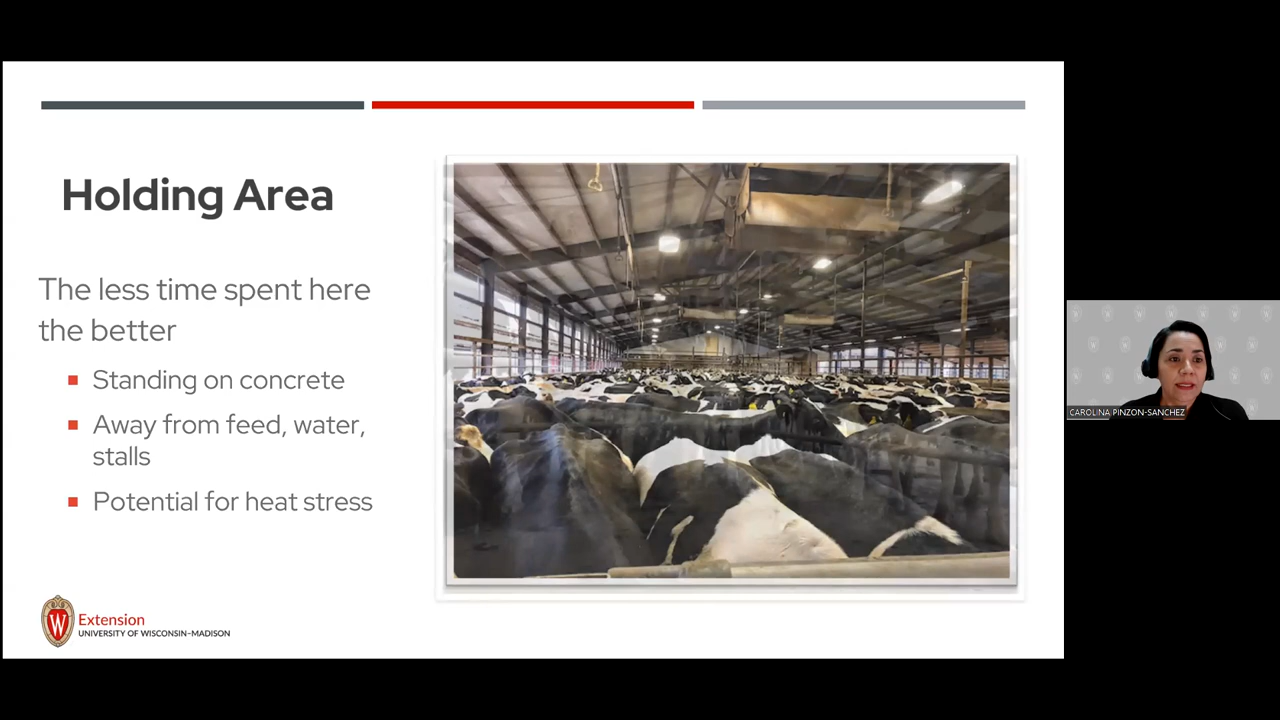 Holding Area
The less time spent here
the better
Standing on concrete
Away from feed, water,
stalls
Potential for heat stress
W
Extension
UNIVERSITY OF WISCONSIN–MADISON
CAROLINA PINZON-SANCHEZ